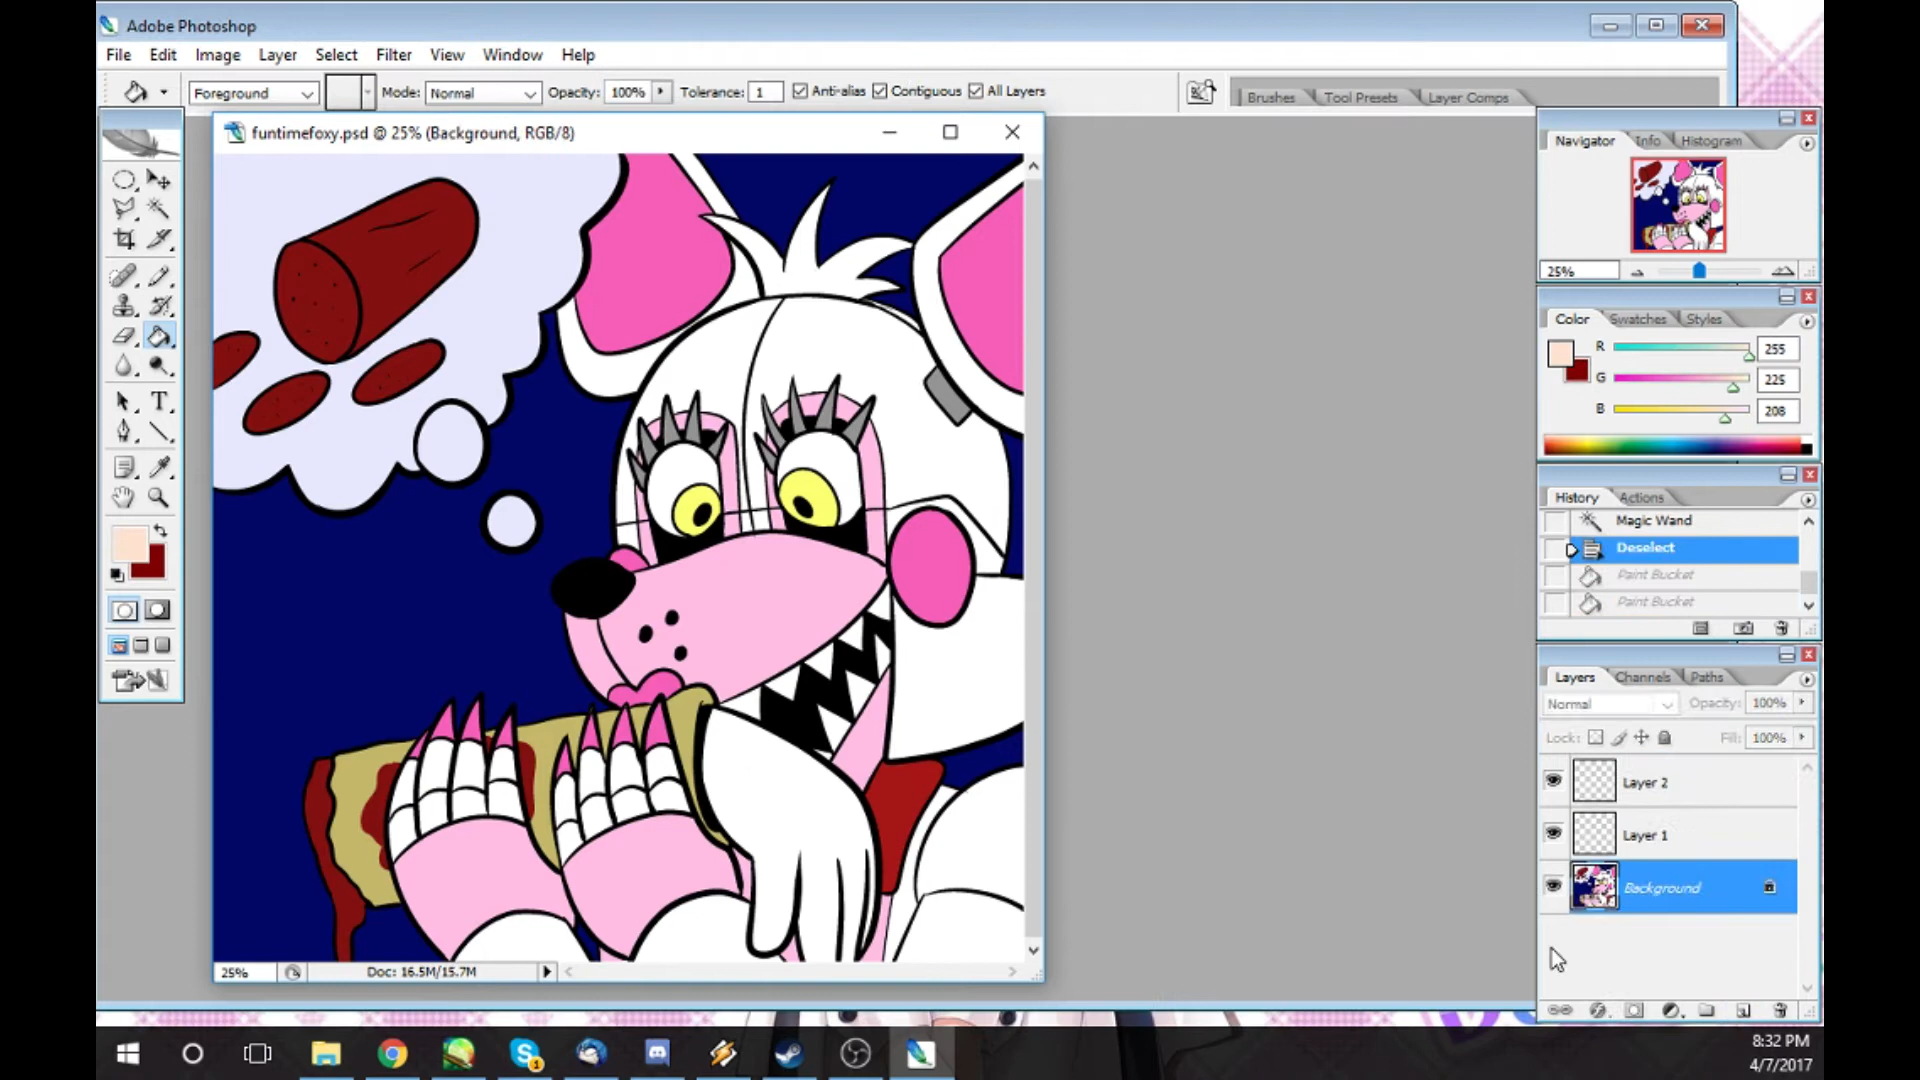 Adobe Photoshop
File Edit Image Layer Select Filter View Window Help
Foreground Mode: Normal Opacity: 100% Tolerance: 1 Anti-alias Contiguous All Layers
Brushes Tool Presets Layer Comps
funtimefoxy.psd @ 25% (Background, RGB/8)
Navigator Info Histogram
25%
Color Swatches Styles
R 255
G 225
B 208
History Actions
Magic Wand
Deselect
Paint Bucket
Paint Bucket
Layers Channels Paths
Normal Opacity: 100%
Lock: Fill: 100%
Layer 2
Layer 1
Background
25% Doc: 16.5M/15.7M
8:32 PM
4/7/2017